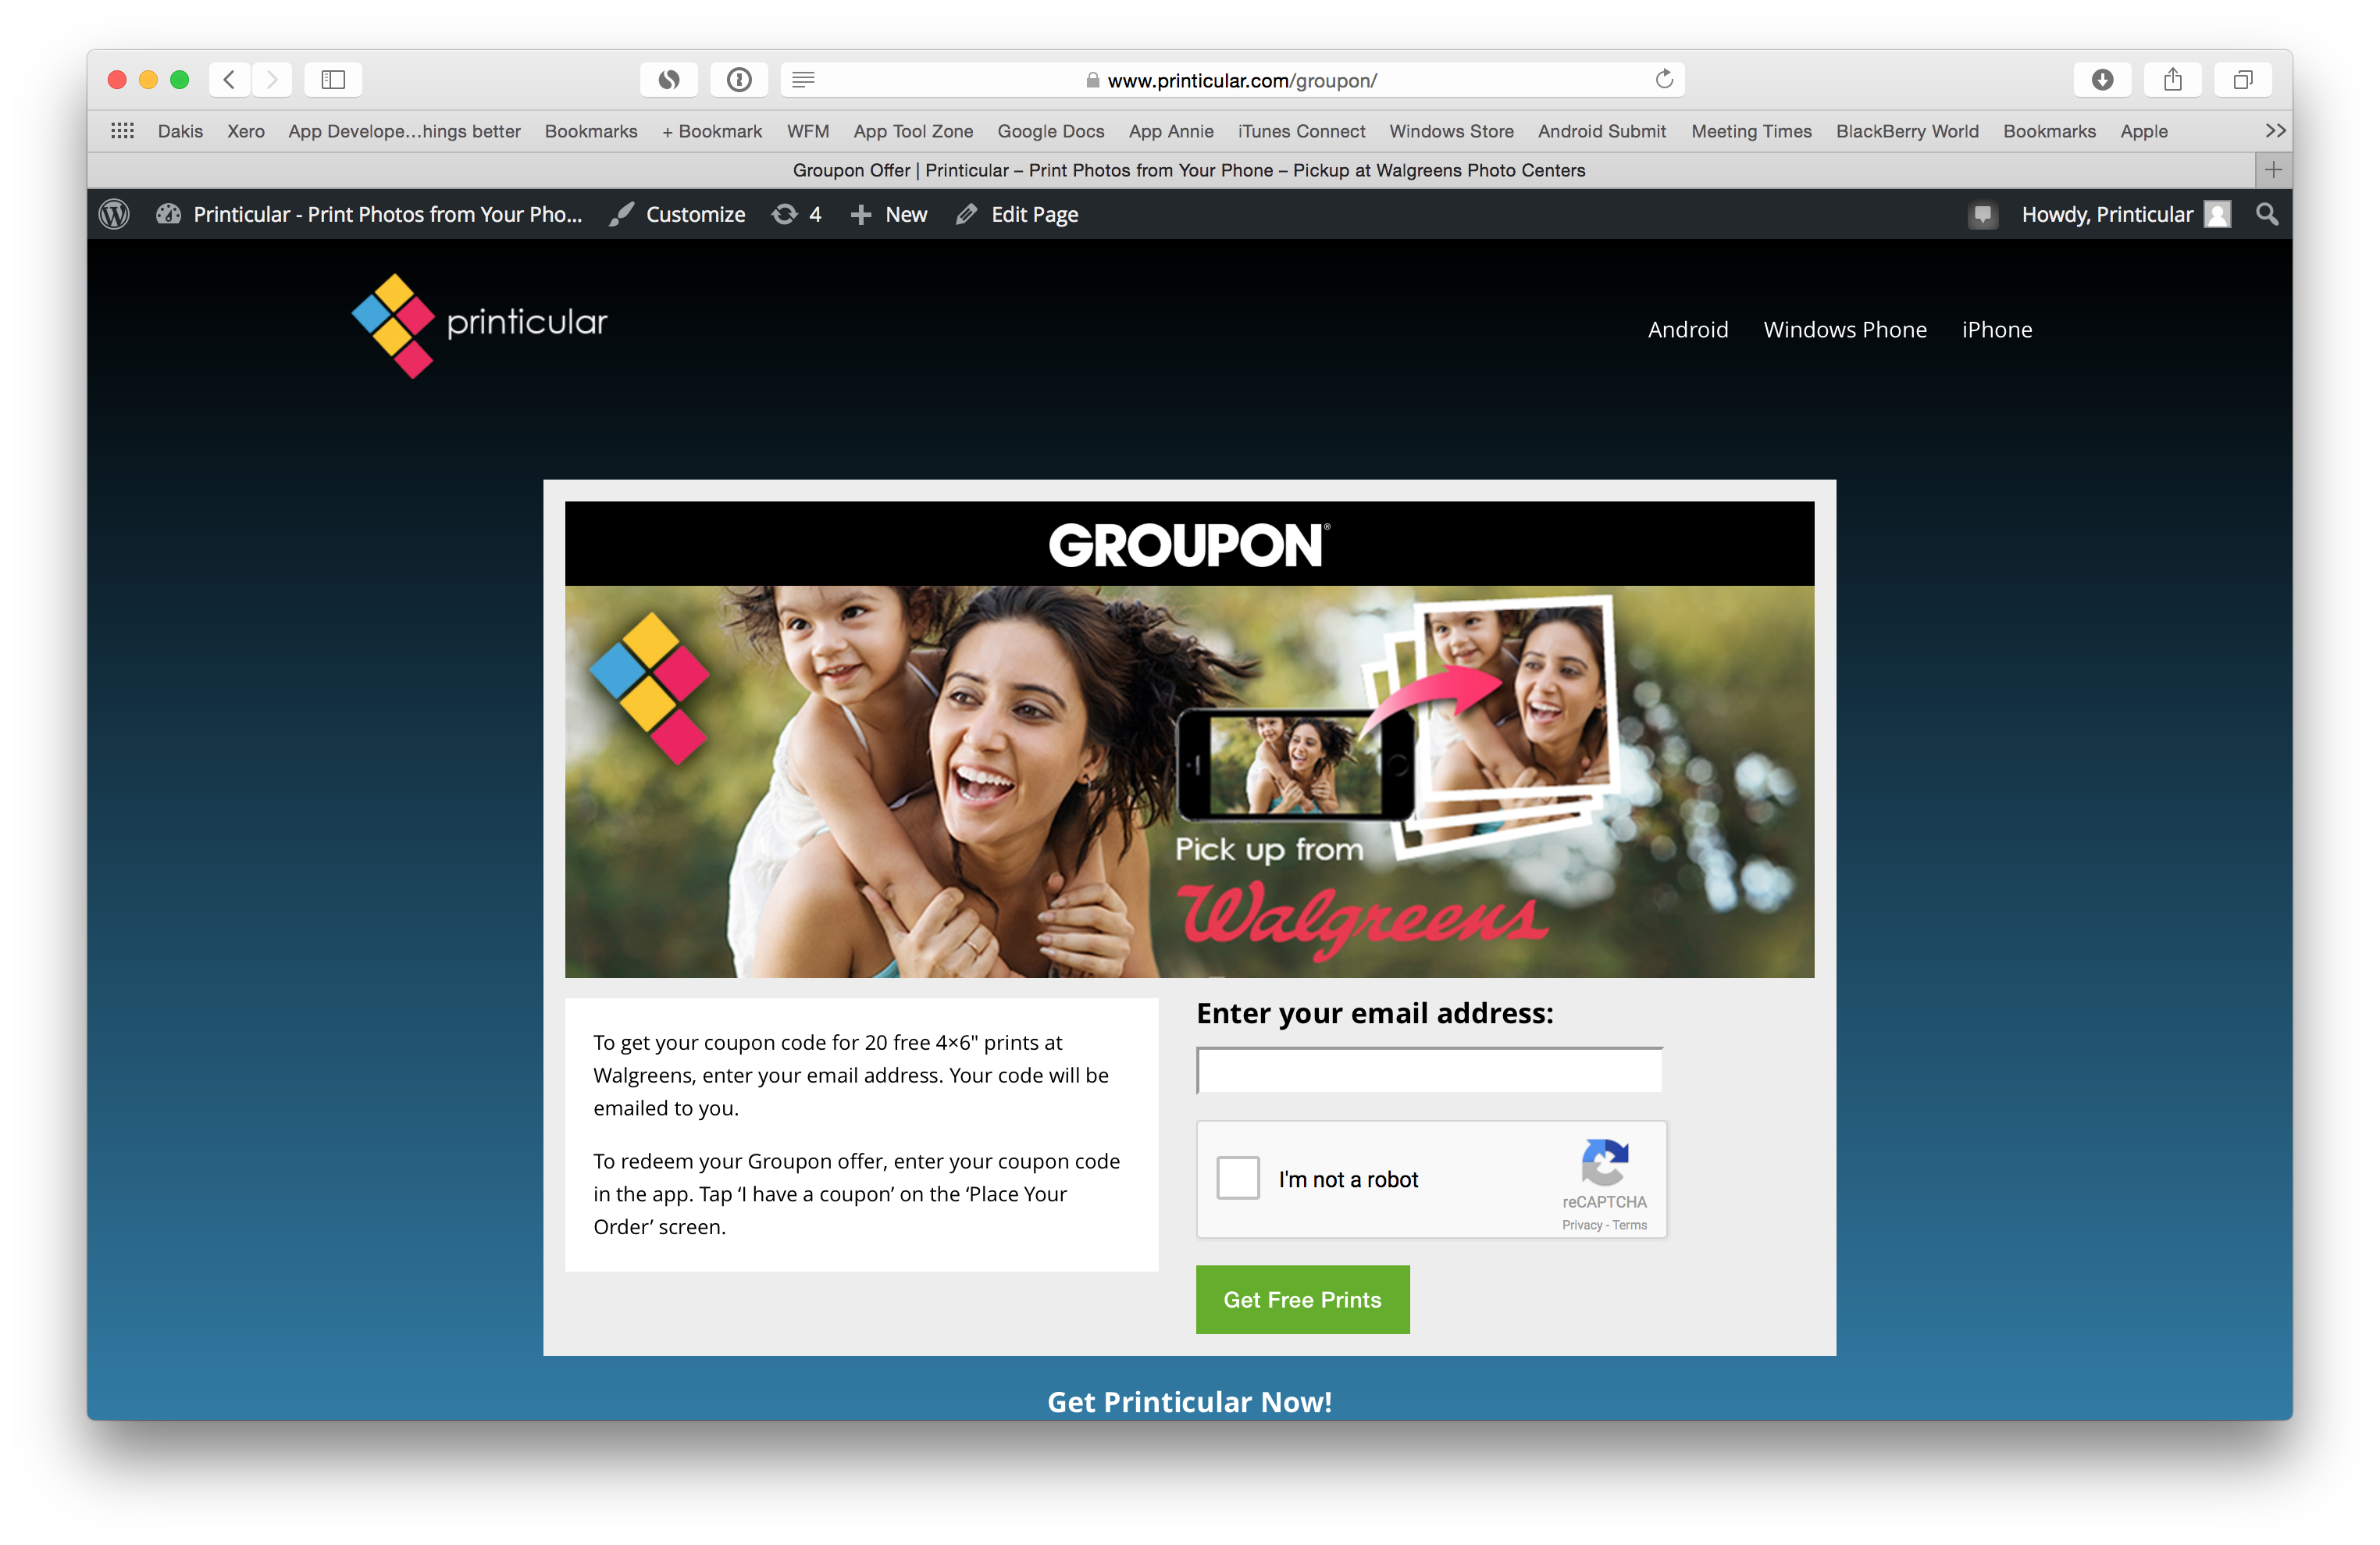 www.printicular.com/groupon/
Dakis Xero App Develope...hings better Bookmarks + Bookmark WFM App Tool Zone Google Docs App Annie iTunes Connect Windows Store Android Submit Meeting Times BlackBerry World Bookmarks Apple
Groupon Offer | Printicular – Print Photos from Your Phone – Pickup at Walgreens Photo Centers
Printicular - Print Photos from Your Pho... Customize 4 New Edit Page Howdy, Printicular
printicular
Android Windows Phone iPhone
GROUPON®
Pick up from
Walgreens
To get your coupon code for 20 free 4×6" prints at
Walgreens, enter your email address. Your code will be
emailed to you.
To redeem your Groupon offer, enter your coupon code
in the app. Tap ‘I have a coupon’ on the ‘Place Your
Order’ screen.
Enter your email address:
I'm not a robot
reCAPTCHA
Privacy - Terms
Get Free Prints
Get Printicular Now!